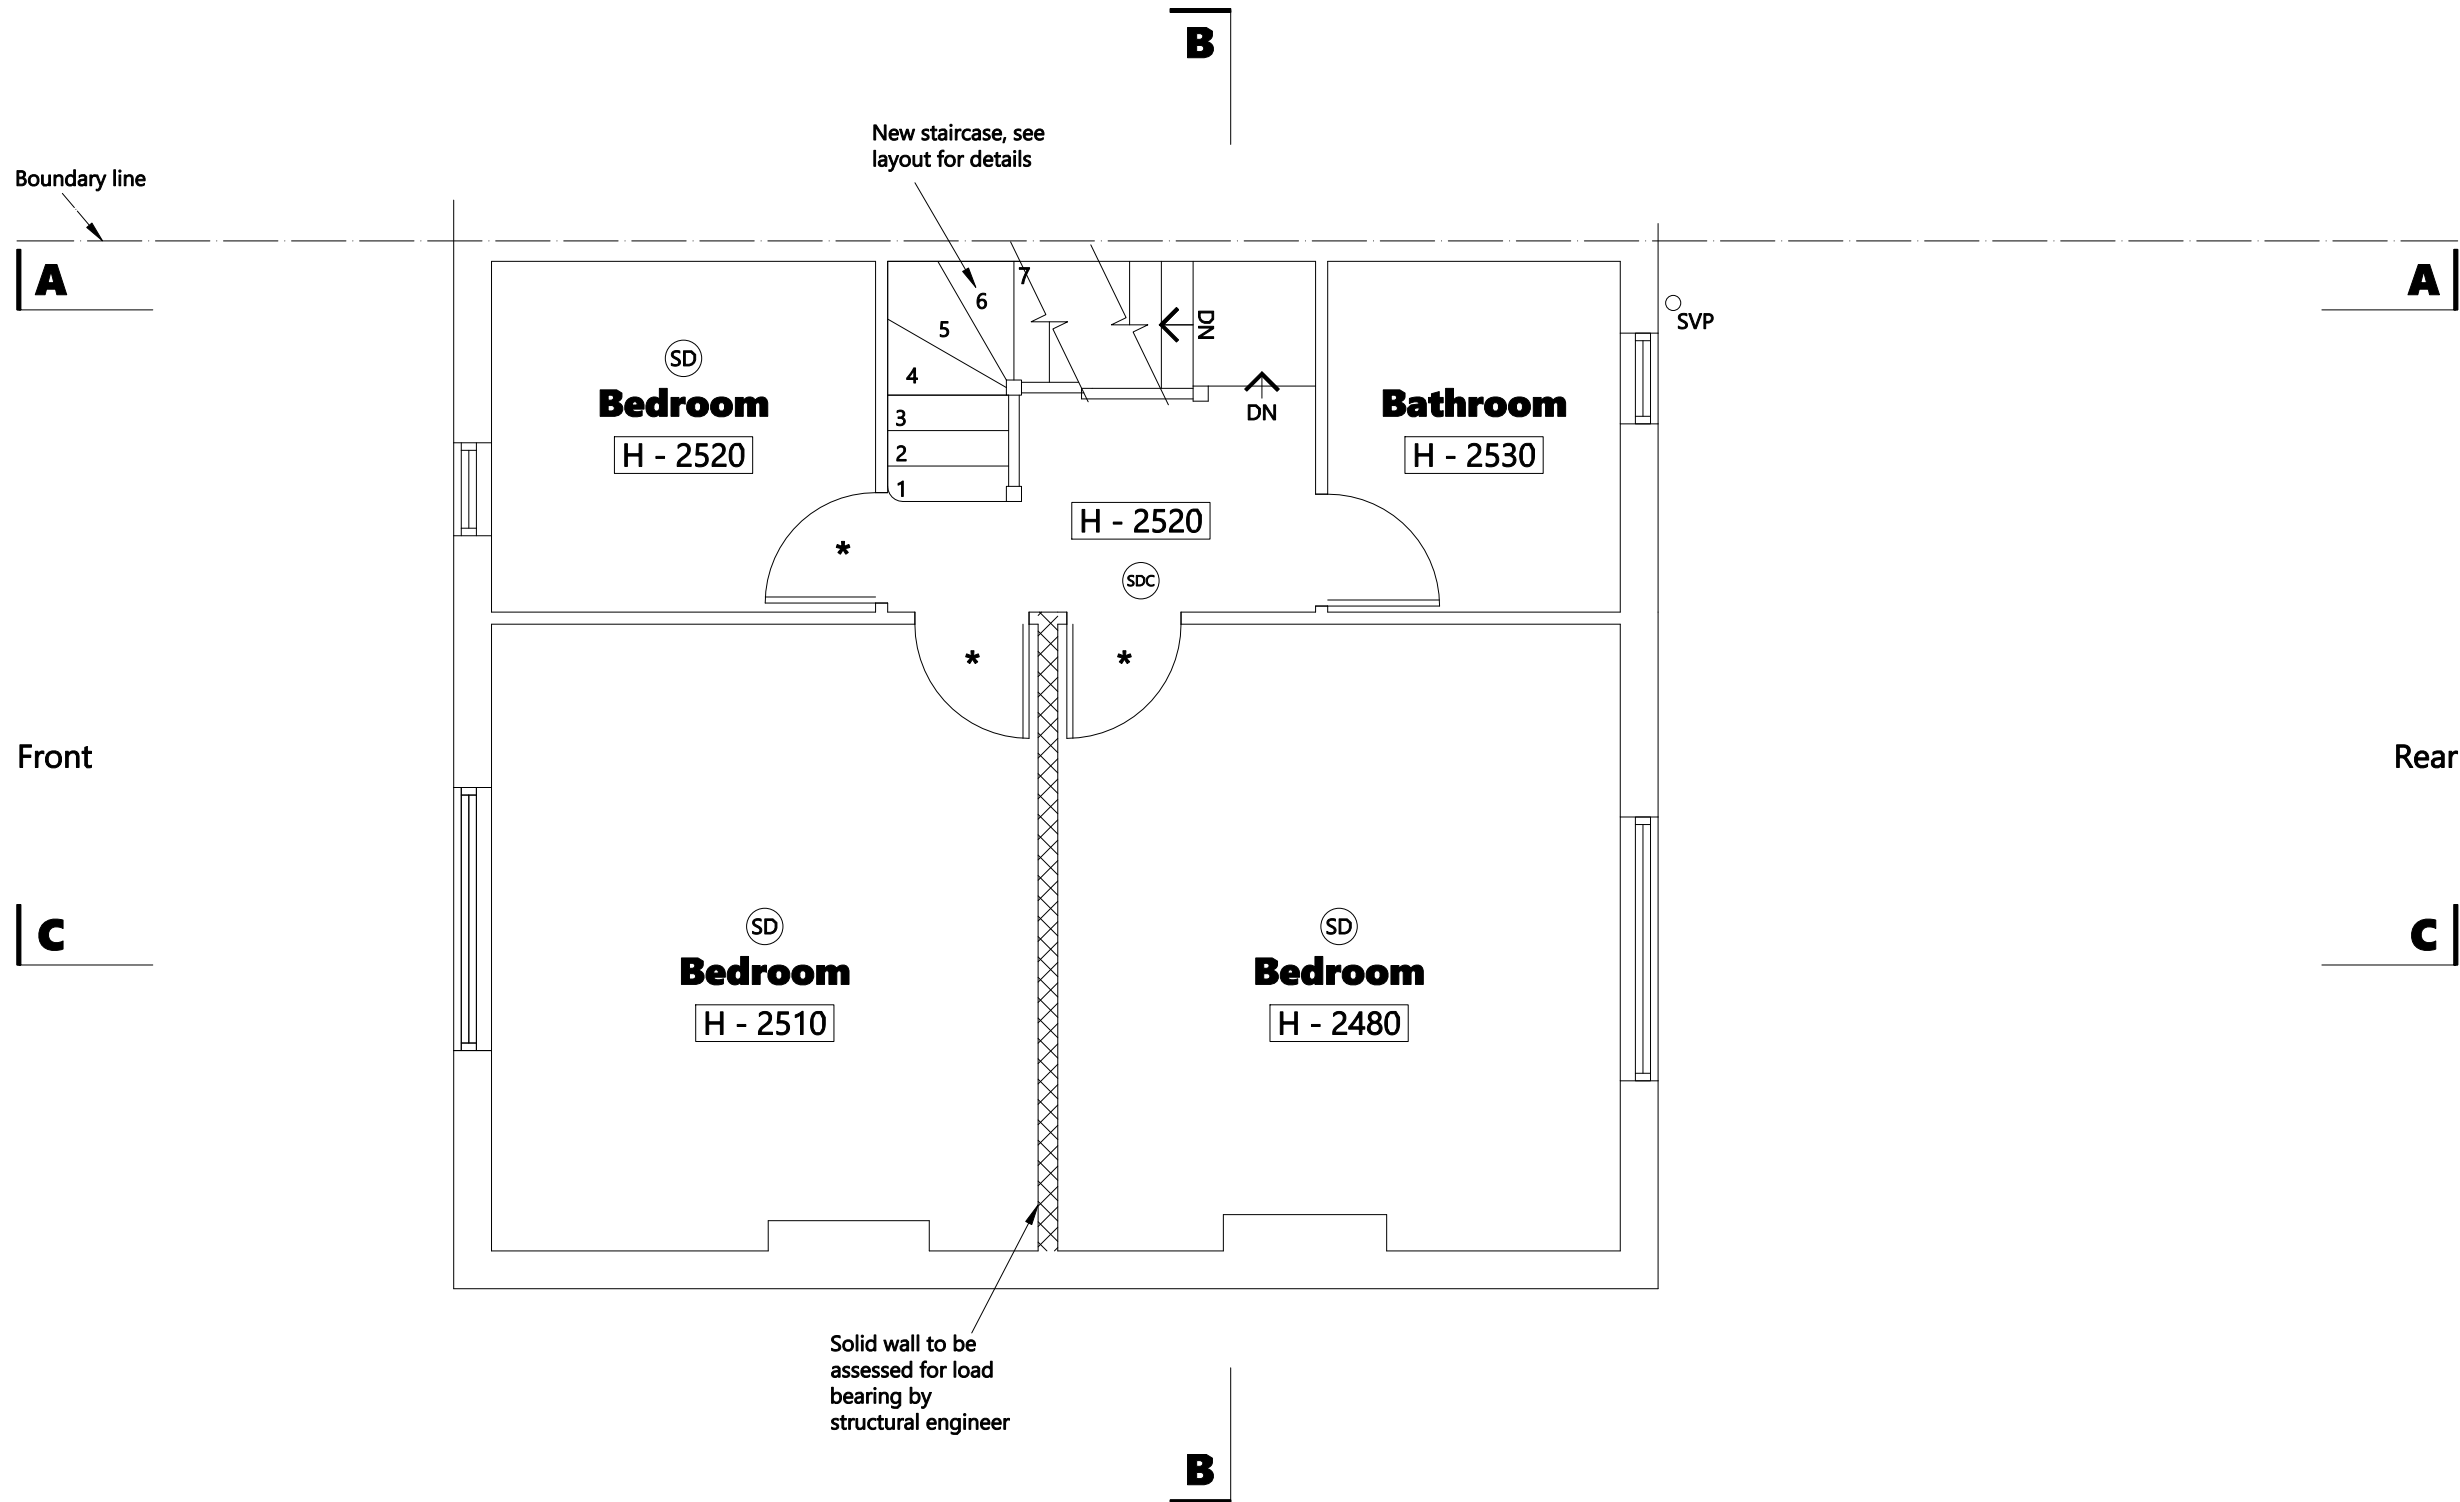 B
New staircase, see
layout for details
Boundary line
A
A
7
6
5
4
3
2
1
DN
DN
SVP
SD
Bedroom
H - 2520
Bathroom
H - 2530
H - 2520
SDC
*
*
*
Front
Rear
C
C
SD
Bedroom
H - 2510
SD
Bedroom
H - 2480
Solid wall to be
assessed for load
bearing by
structural engineer
B